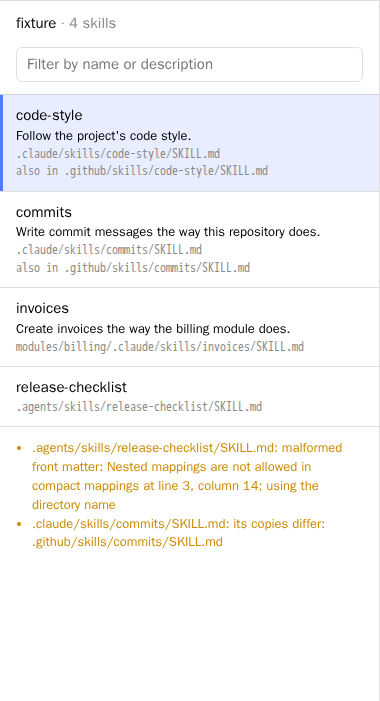 fixture · 4 skills
Filter by name or description
code-style
Follow the project's code style.
.claude/skills/code-style/SKILL.md
also in .github/skills/code-style/SKILL.md
commits
Write commit messages the way this repository does.
.claude/skills/commits/SKILL.md
also in .github/skills/commits/SKILL.md
invoices
Create invoices the way the billing module does.
modules/billing/.claude/skills/invoices/SKILL.md
release-checklist
.agents/skills/release-checklist/SKILL.md
• .agents/skills/release-checklist/SKILL.md: malformed
front matter: Nested mappings are not allowed in
compact mappings at line 3, column 14; using the
directory name
• .claude/skills/commits/SKILL.md: its copies differ:
.github/skills/commits/SKILL.md